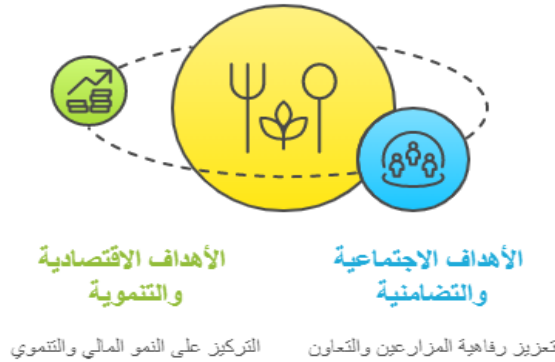 الأهداف الاجتماعية
والتضامنية
تعزيز رفاهية المزارعين والتعاون
الأهداف الاقتصادية
والتنموية
التركيز على النمو المالي والتنموي